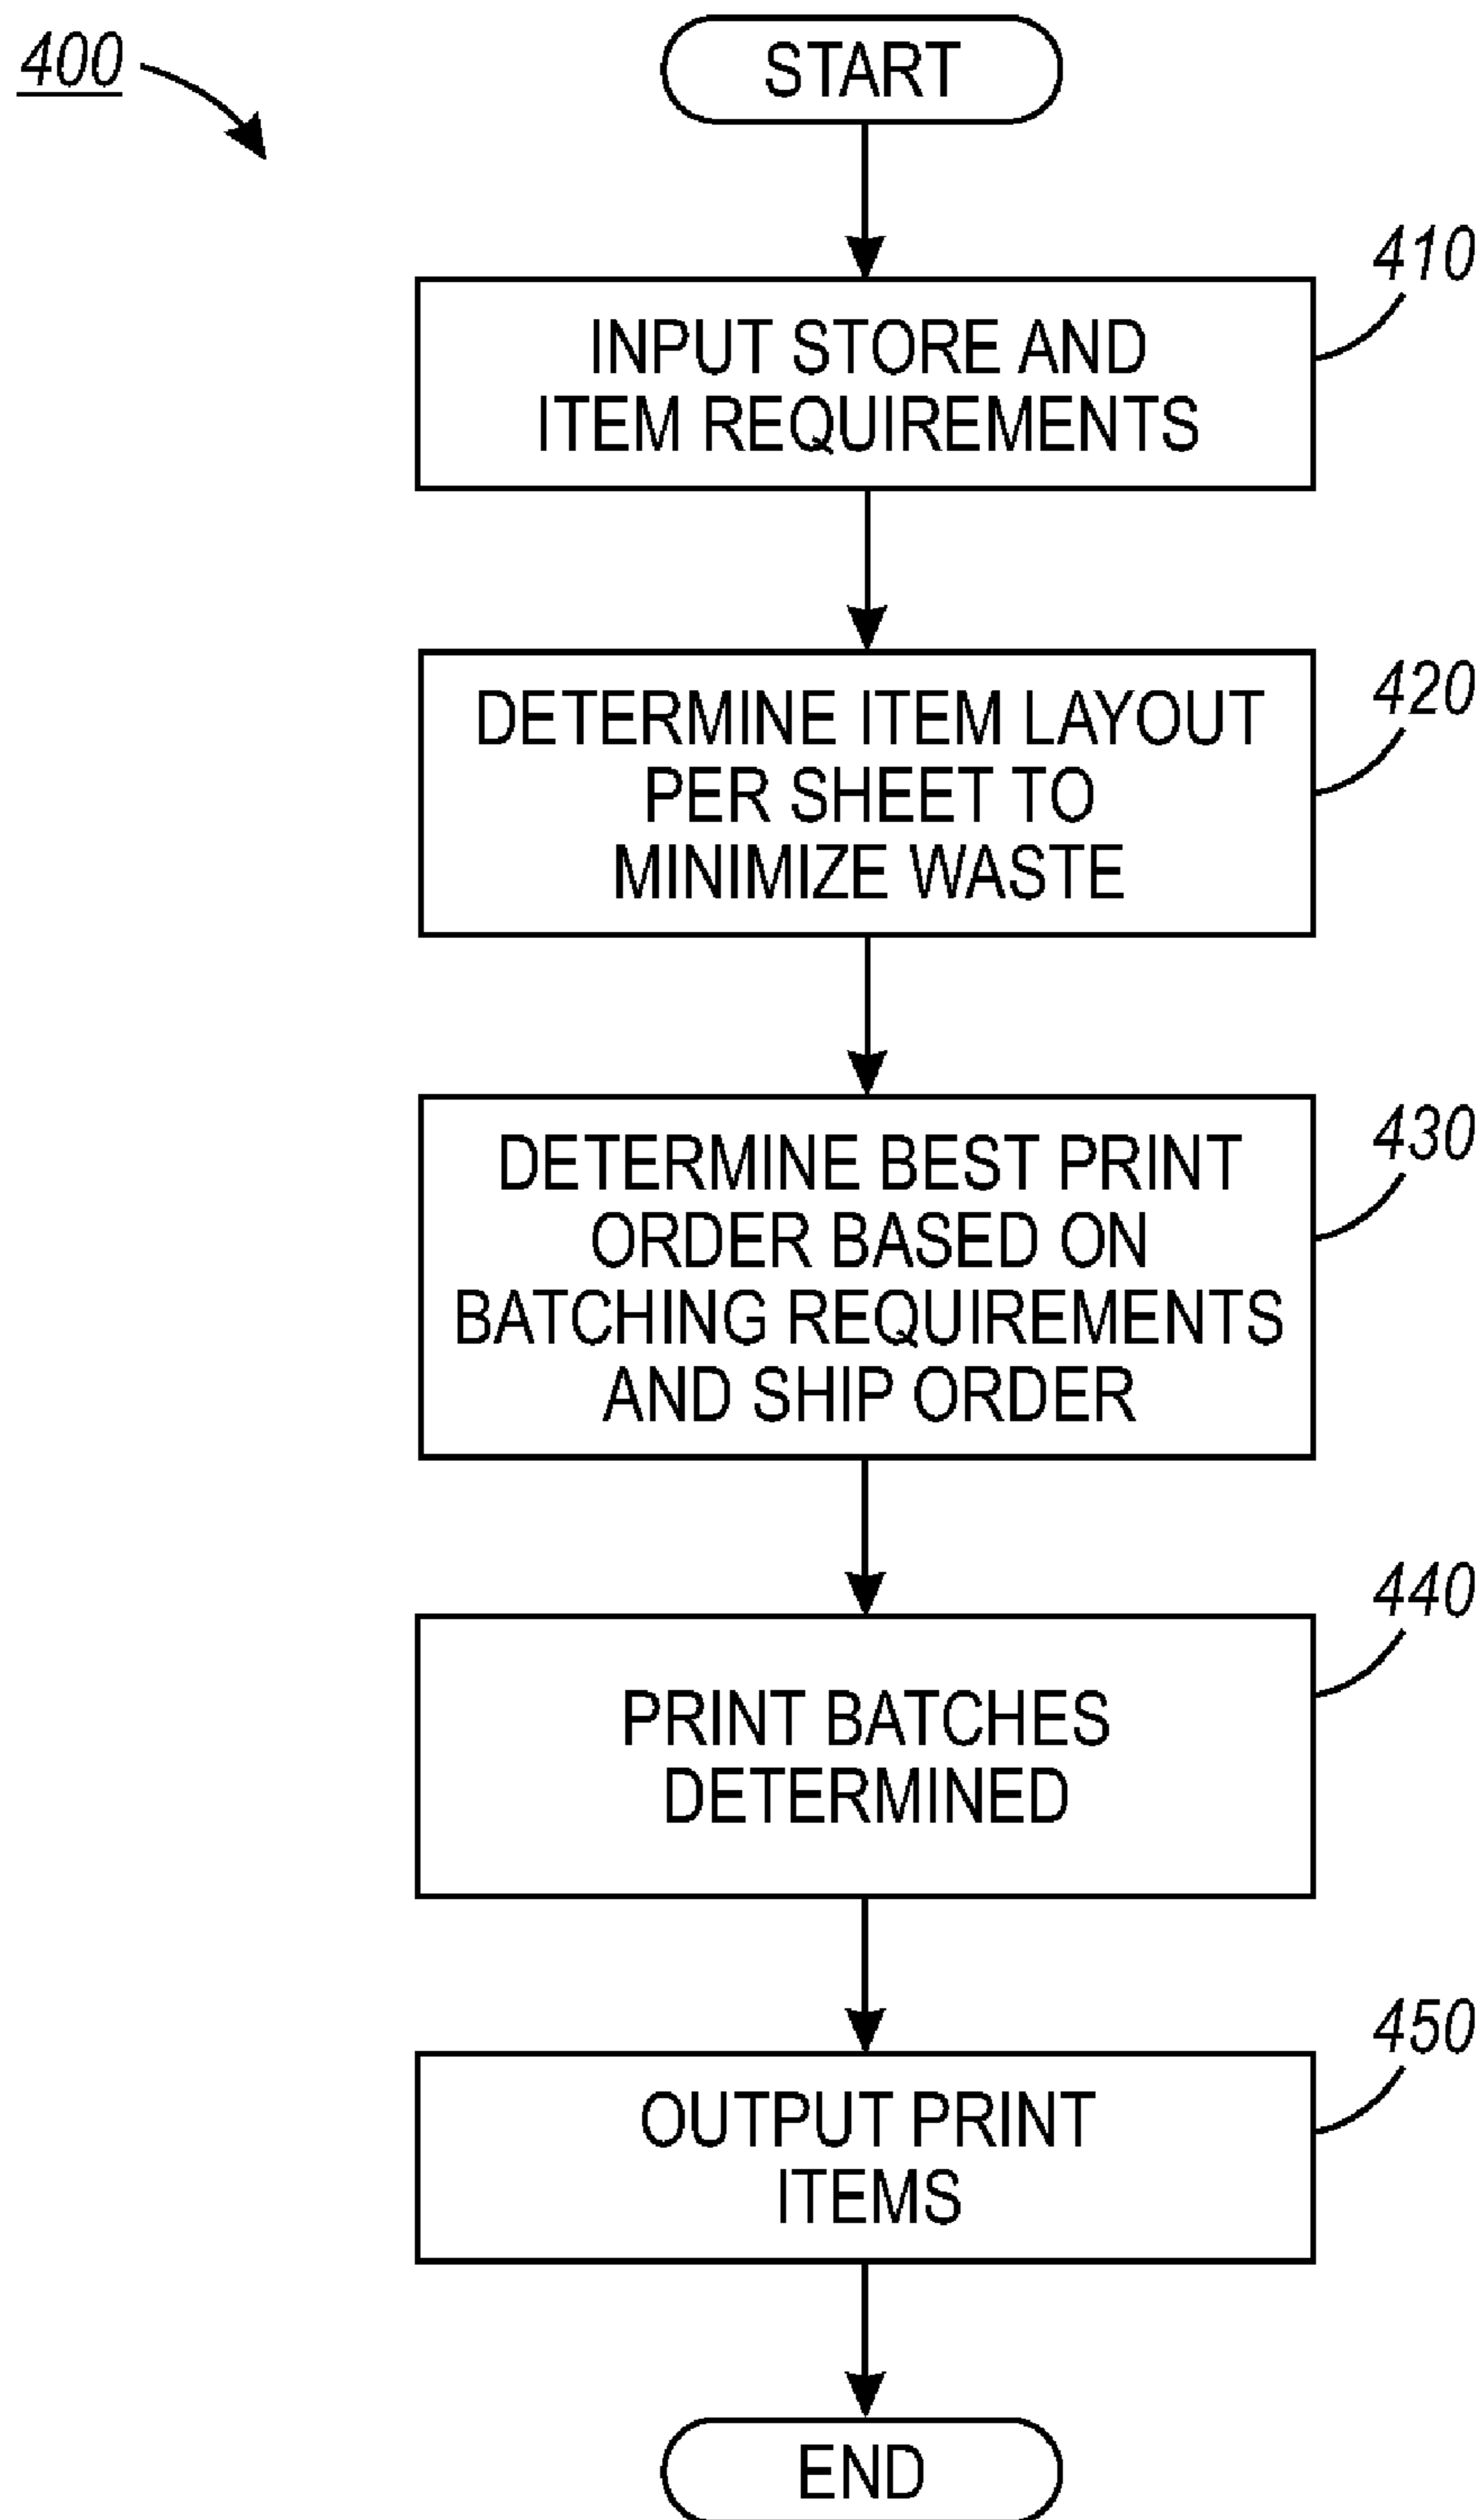 400
START
410
INPUT STORE AND
ITEM REQUIREMENTS
420
DETERMINE ITEM LAYOUT
PER SHEET TO
MINIMIZE WASTE
430
DETERMINE BEST PRINT
ORDER BASED ON
BATCHING REQUIREMENTS
AND SHIP ORDER
440
PRINT BATCHES
DETERMINED
450
OUTPUT PRINT
ITEMS
END